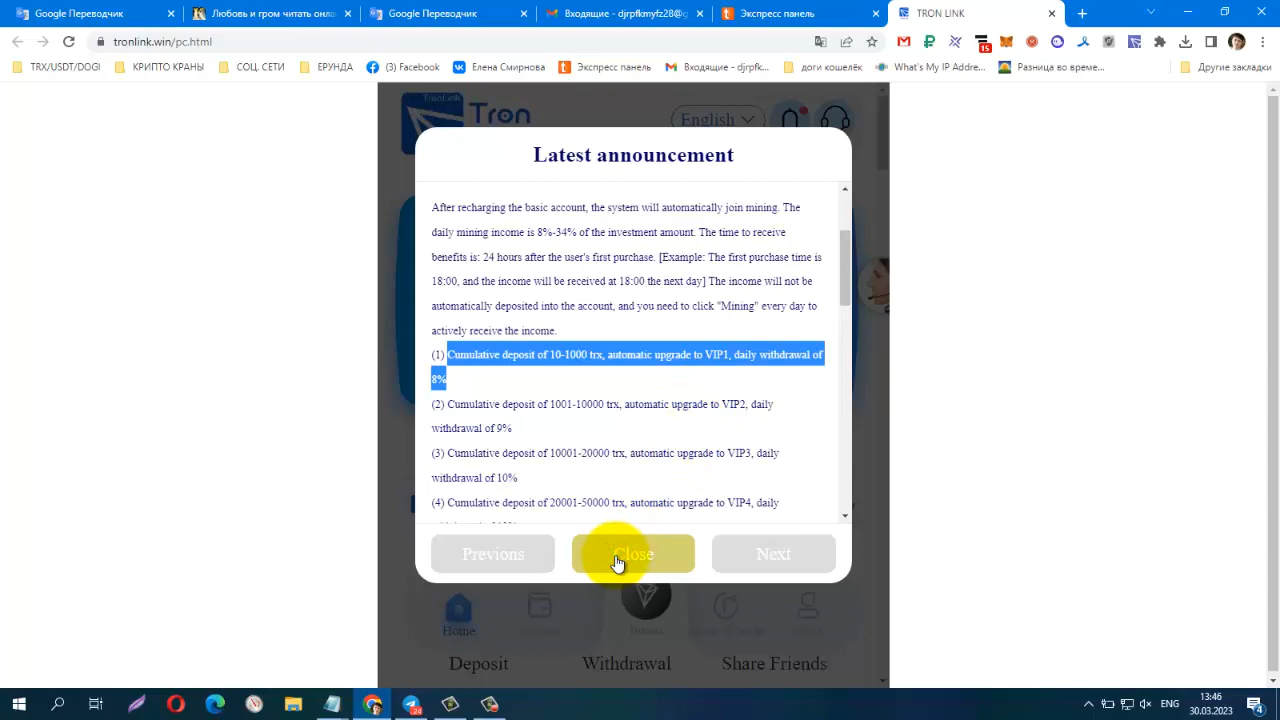 Google Переводчик
Любовь и гром читать онла
Google Переводчик
Входящие - djrpfkmyfz28@g
Экспресс панель
TRON LINK
tronlink.win/pc.html
15
TRX/USDT/DOGI
КРИПТО КРАНЫ
СОЦ. СЕТИ
ЕРУНДА
(3) Facebook
Елена Смирнова
Экспресс панель
Входящие - djrpfk...
доги кошелёк
What's My IP Addre...
Разница во време...
Другие закладки
TronLink
Tron
English
Latest announcement
After recharging the basic account, the system will automatically join mining. The
daily mining income is 8%-34% of the investment amount. The time to receive
benefits is: 24 hours after the user's first purchase. [Example: The first purchase time is
18:00, and the income will be received at 18:00 the next day] The income will not be
automatically deposited into the account, and you need to click "Mining" every day to
actively receive the income.
(1) Cumulative deposit of 10-1000 trx, automatic upgrade to VIP1, daily withdrawal of
8%
(2) Cumulative deposit of 1001-10000 trx, automatic upgrade to VIP2, daily
withdrawal of 9%
(3) Cumulative deposit of 10001-20000 trx, automatic upgrade to VIP3, daily
withdrawal of 10%
(4) Cumulative deposit of 20001-50000 trx, automatic upgrade to VIP4, daily
Previons
Close
Next
Home
Deposit
Withdrawal
Share Friends
24
ENG
13:46
30.03.2023
4